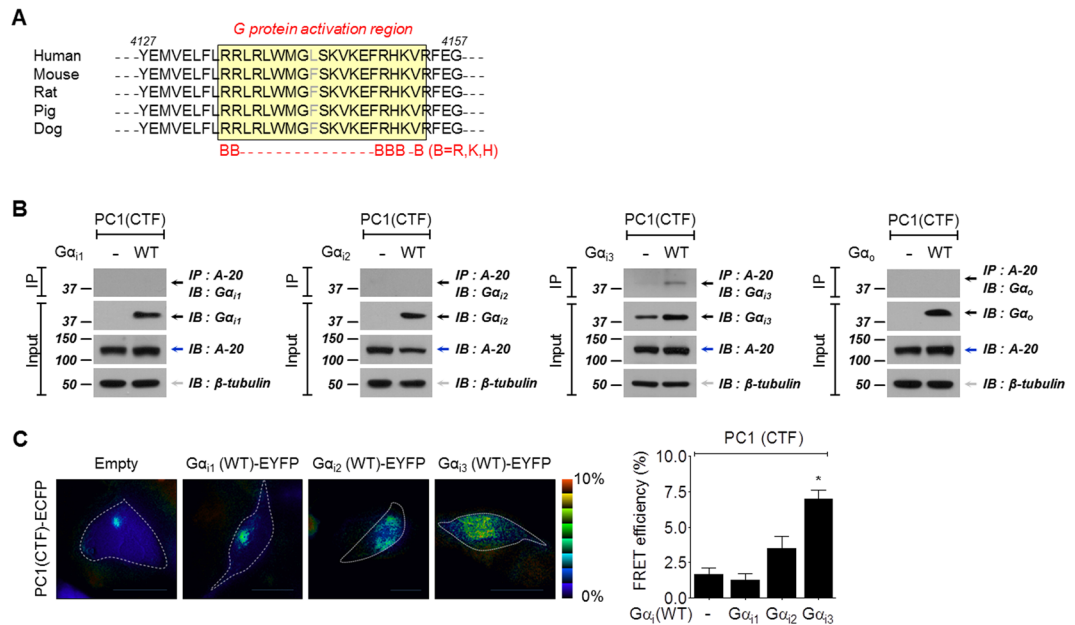 A
G protein activation region
4127 4157
Human ---YEMVELFLRRLRLWMGLSKVKEFRHKVRFEG---
Mouse ---YEMVELFLRRLRLWMGFSKVKEFRHKVRFEG---
Rat ---YEMVELFLRRLRLWMGFSKVKEFRHKVRFEG---
Pig ---YEMVELFLRRLRLWMGFSKVKEFRHKVRFEG---
Dog ---YEMVELFLRRLRLWMGFSKVKEFRHKVRFEG---
BB---------------BBB-B (B=R,K,H)
B
PC1(CTF)
Gαi1 - WT
IP
37
IP : A-20
IB : Gαi1
Input
37
IB : Gαi1
150
100
IB : A-20
50
IB : β-tubulin
PC1(CTF)
Gαi2 - WT
IP
37
IP : A-20
IB : Gαi2
Input
37
IB : Gαi2
150
100
IB : A-20
50
IB : β-tubulin
PC1(CTF)
Gαi3 - WT
IP
37
IP : A-20
IB : Gαi3
Input
37
IB : Gαi3
150
100
IB : A-20
50
IB : β-tubulin
PC1(CTF)
Gαo - WT
IP
37
IP : A-20
IB : Gαo
Input
37
IB : Gαo
150
100
IB : A-20
50
IB : β-tubulin
C
Empty Gαi1 (WT)-EYFP Gαi2 (WT)-EYFP Gαi3 (WT)-EYFP
PC1(CTF)-ECFP
10%
0%
PC1 (CTF)
FRET efficiency (%)
10.0
7.5
5.0
2.5
0.0
*
Gαi(WT) - Gαi1 Gαi2 Gαi3